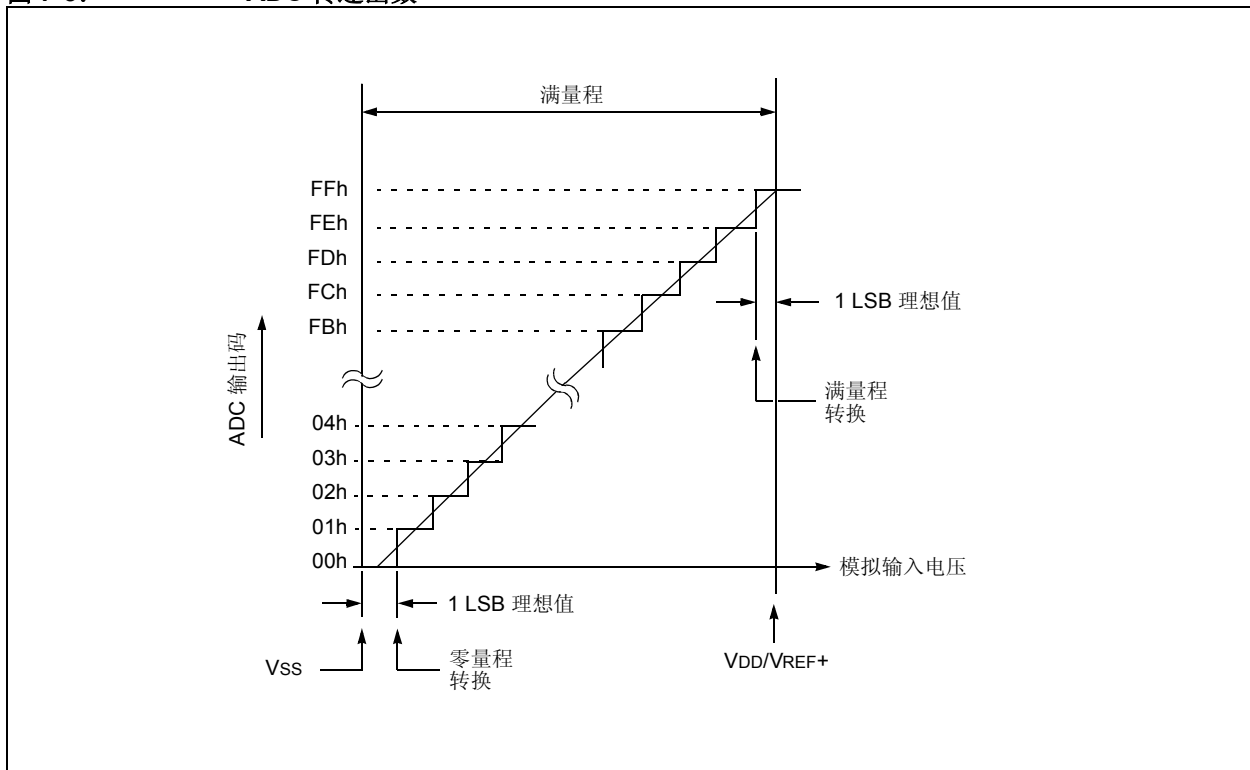 满量程
FFh
FEh
FDh
FCh
FBh
1 LSB 理想值
满量程
转换
ADC 输出码
04h
03h
02h
01h
00h
模拟输入电压
1 LSB 理想值
VSS
零量程
转换
VDD/VREF+